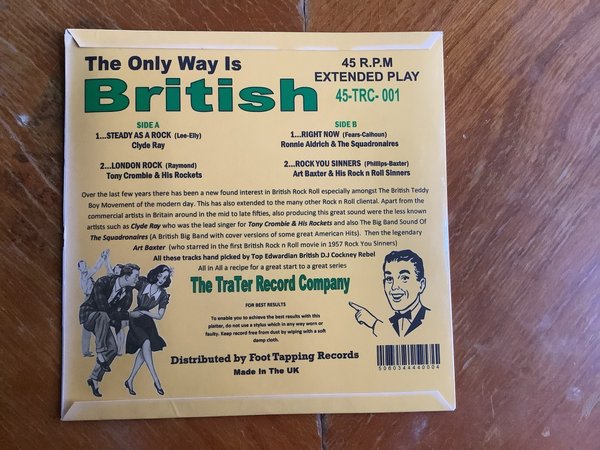 The Only Way Is
British
45 R.P.M
EXTENDED PLAY
45-TRC- 001
SIDE A
1...STEADY AS A ROCK (Lee-Elly)
Clyde Ray
2...LONDON ROCK (Raymond)
Tony Crombie & His Rockets
SIDE B
1...RIGHT NOW (Fears-Calhoun)
Ronnie Aldrich & The Squadronaires
2...ROCK YOU SINNERS (Phillips-Baxter)
Art Baxter & His Rock n Roll Sinners
Over the last few years there has been a new found interest in British Rock Roll especially amongst The British Teddy
Boy Movement of the modern day. This has also extended to the many other Rock n Roll cliental. Apart from the
commercial artists in Britain around in the mid to late fifties, also producing this great sound were the less known
artists such as Clyde Ray who was the lead singer for Tony Crombie & His Rockets and also The Big Band Sound Of
The Squadronaires (A British Big Band with cover versions of some great American Hits). Then the legendary
Art Baxter (who starred in the first British Rock n Roll movie in 1957 Rock You Sinners)
All these tracks hand picked by Top Edwardian British DJ Cockney Rebel
All in All a recipe for a great start to a great series
The TraTer Record Company
FOR BEST RESULTS
To enable you to achieve the best results with this
platter, do not use a stylus which in any way worn or
faulty. Keep record free from dust by wiping with a soft
damp cloth.
Distributed by Foot Tapping Records
Made In The UK
5060344440004